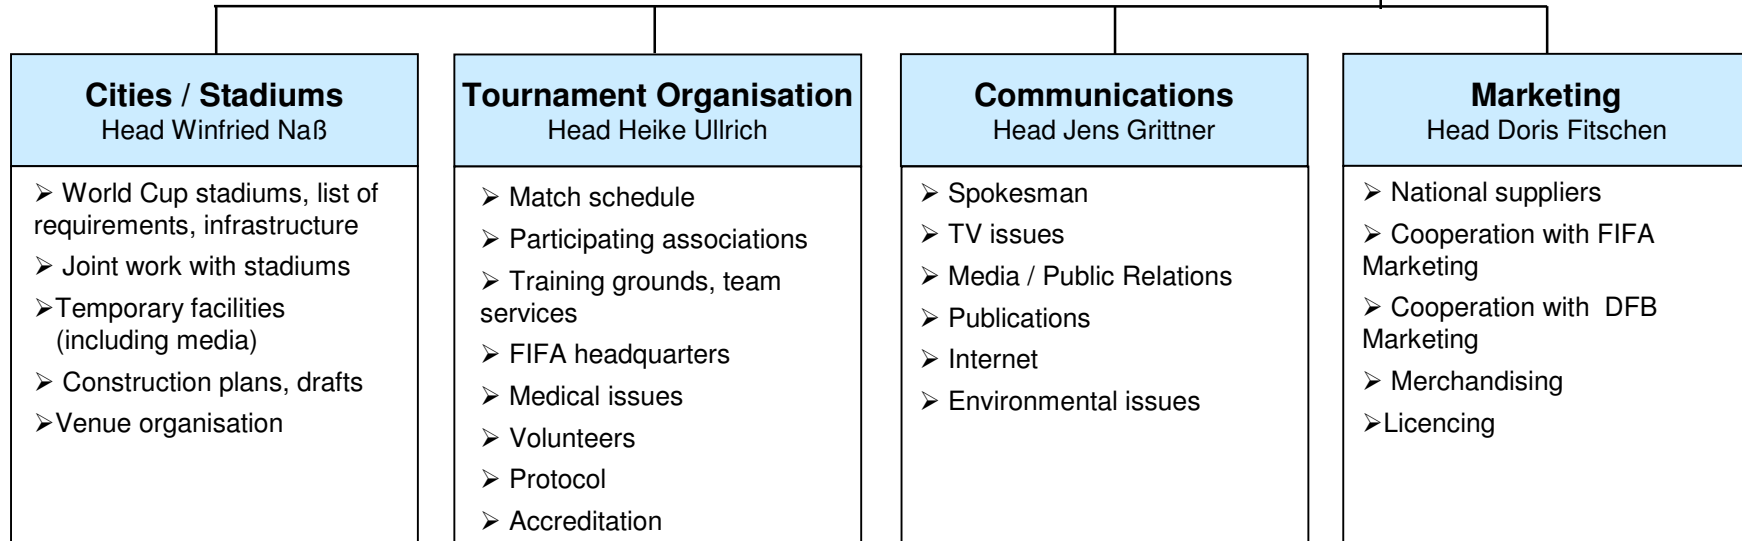 Cities / Stadiums
Head Winfried Naß
➢ World Cup stadiums, list of
requirements, infrastructure
➢ Joint work with stadiums
➢Temporary facilities
(including media)
➢ Construction plans, drafts
➢Venue organisation
Tournament Organisation
Head Heike Ullrich
➢ Match schedule
➢ Participating associations
➢ Training grounds, team
services
➢ FIFA headquarters
➢ Medical issues
➢ Volunteers
➢ Protocol
➢ Accreditation
Communications
Head Jens Grittner
➢ Spokesman
➢ TV issues
➢ Media / Public Relations
➢ Publications
➢ Internet
➢ Environmental issues
Marketing
Head Doris Fitschen
➢ National suppliers
➢ Cooperation with FIFA
Marketing
➢ Cooperation with DFB
Marketing
➢ Merchandising
➢Licencing